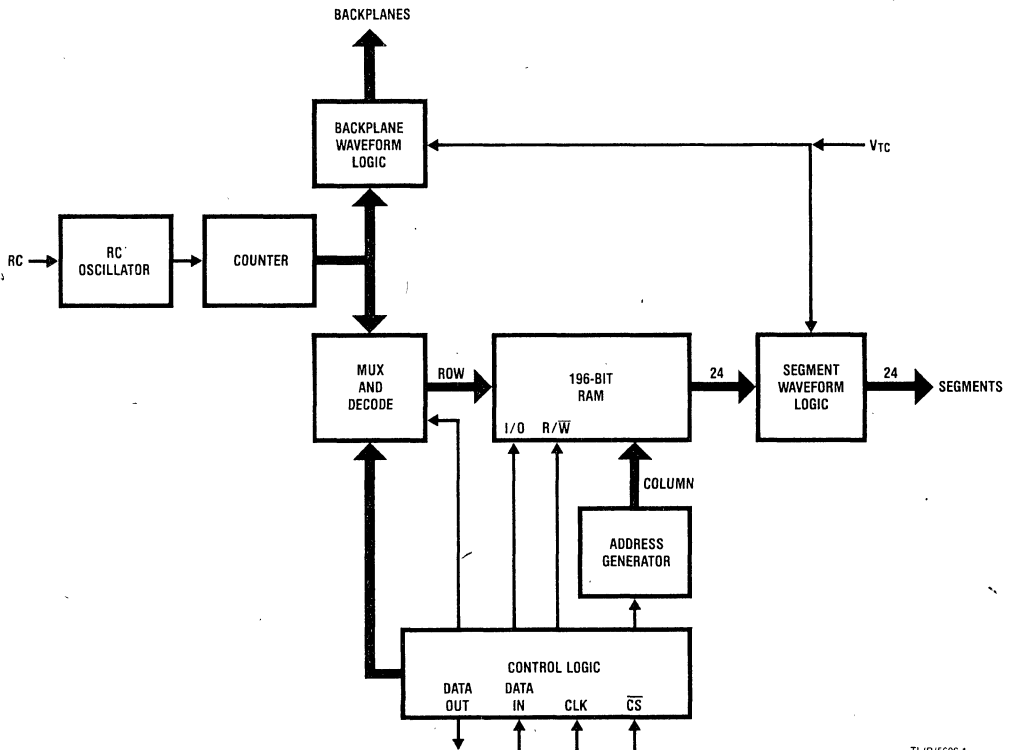 BACKPLANES
BACKPLANE
WAVEFORM
LOGIC
VTC
RC
RC
OSCILLATOR
COUNTER
MUX
AND
DECODE
ROW
196-BIT
RAM
I/O R/W̅
24
SEGMENT
WAVEFORM
LOGIC
24
SEGMENTS
COLUMN
ADDRESS
GENERATOR
CONTROL LOGIC
DATA
OUT
DATA
IN
CLK
C̅S̅